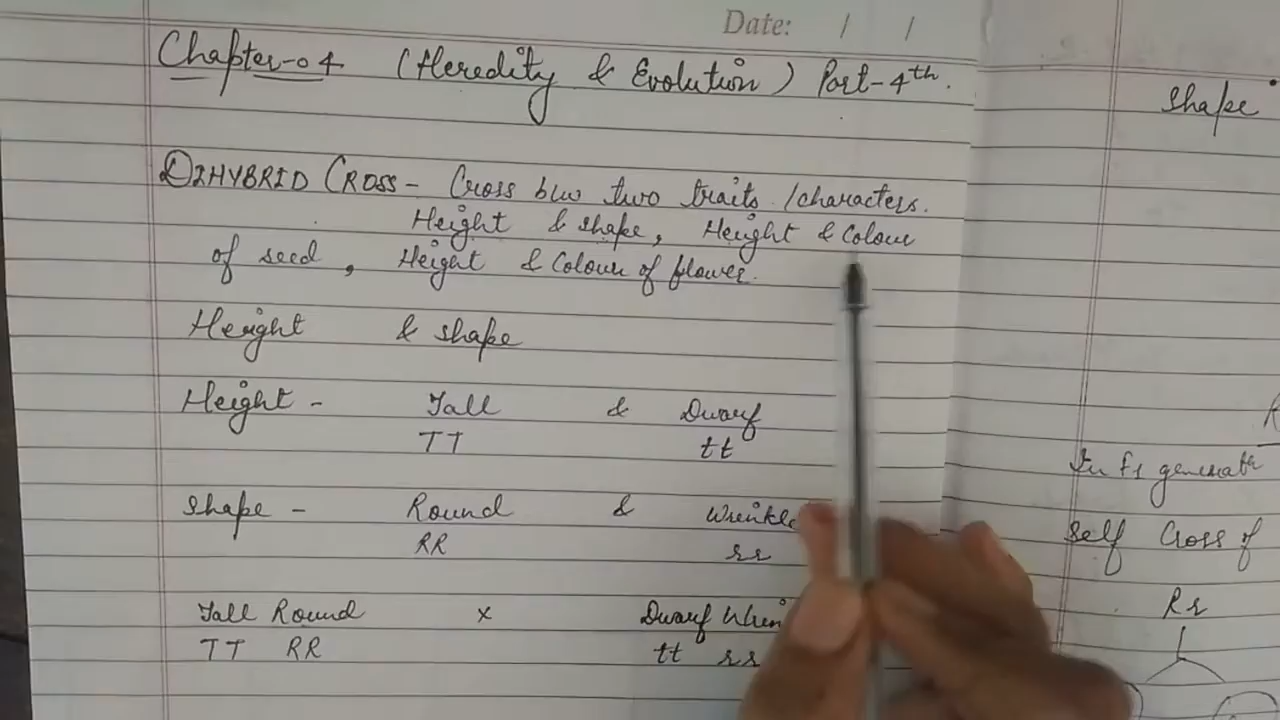 Date: / /
Chapter-04 (Heredity & Evolution) Part-4th.
DIHYBRID CROSS - Cross b/w two traits/characters.
Height & shape, Height & Colour
of seed, Height & Colour of flower.
Height & shape
Height - Tall & Dwarf
TT tt
Shape - Round & Wrinkle
RR rr
Tall Round x Dwarf Wrin
TT RR tt rr
Shape
In F1 generatn
Self Cross of
Rr